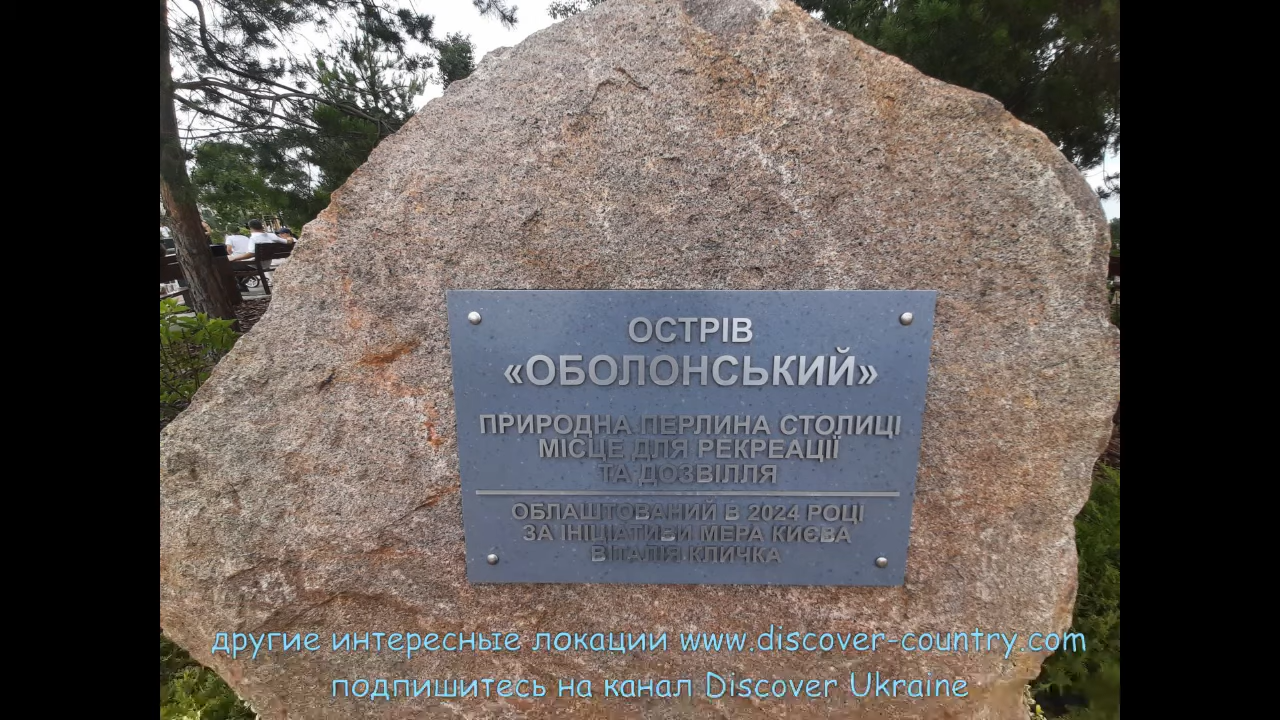 ОСТРІВ
«ОБОЛОНСЬКИЙ»
ПРИРОДНА ПЕРЛИНА СТОЛИЦІ
МІСЦЕ ДЛЯ РЕКРЕАЦІЇ
ТА ДОЗВІЛЛЯ
ОБЛАШТОВАНИЙ В 2024 РОЦІ
ЗА ІНІЦІАТИВИ МЕРА КИЄВА
ВІТАЛІЯ КЛИЧКА
другие интересные локации www.discover-country.com
подпишитесь на канал Discover Ukraine